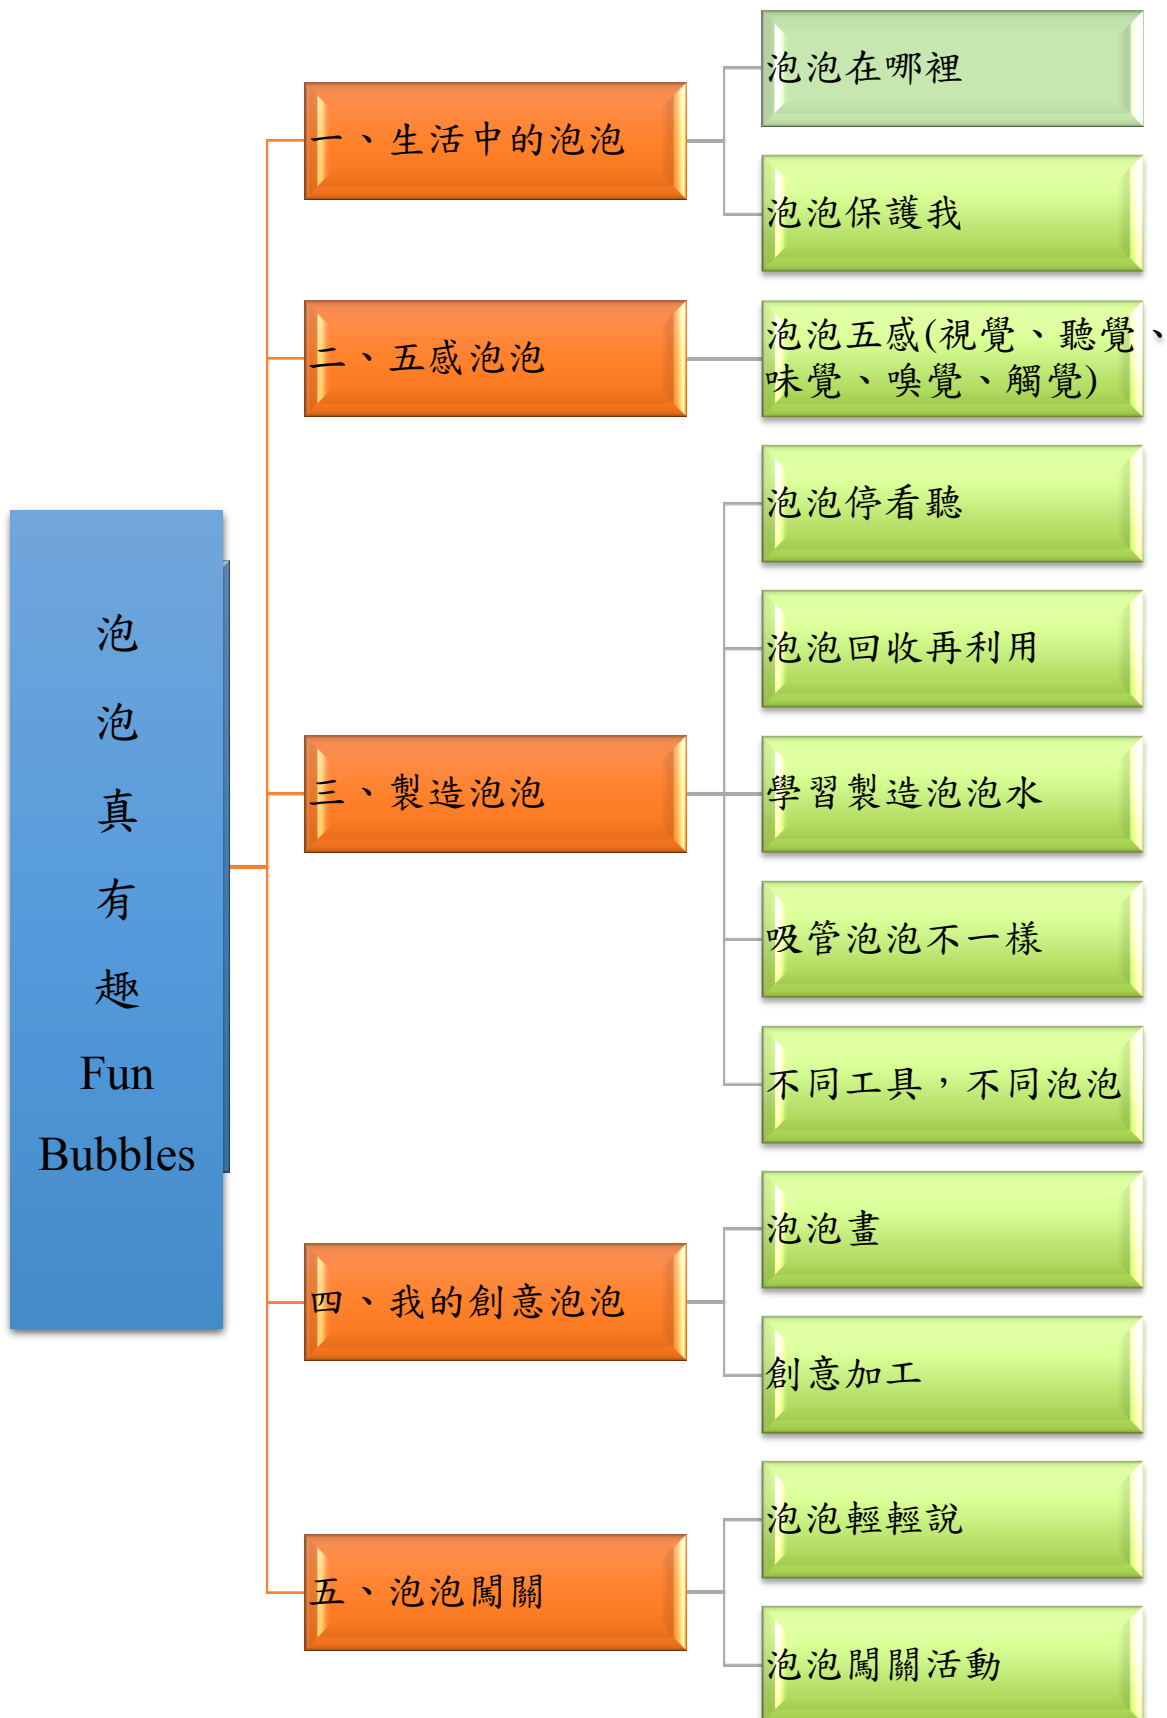 泡
泡
真
有
趣
Fun
Bubbles
一、生活中的泡泡
泡泡在哪裡
泡泡保護我
二、五感泡泡
泡泡五感(視覺、聽覺、
味覺、嗅覺、觸覺)
三、製造泡泡
泡泡停看聽
泡泡回收再利用
學習製造泡泡水
吸管泡泡不一樣
不同工具，不同泡泡
四、我的創意泡泡
泡泡畫
創意加工
五、泡泡闖關
泡泡輕輕說
泡泡闖關活動